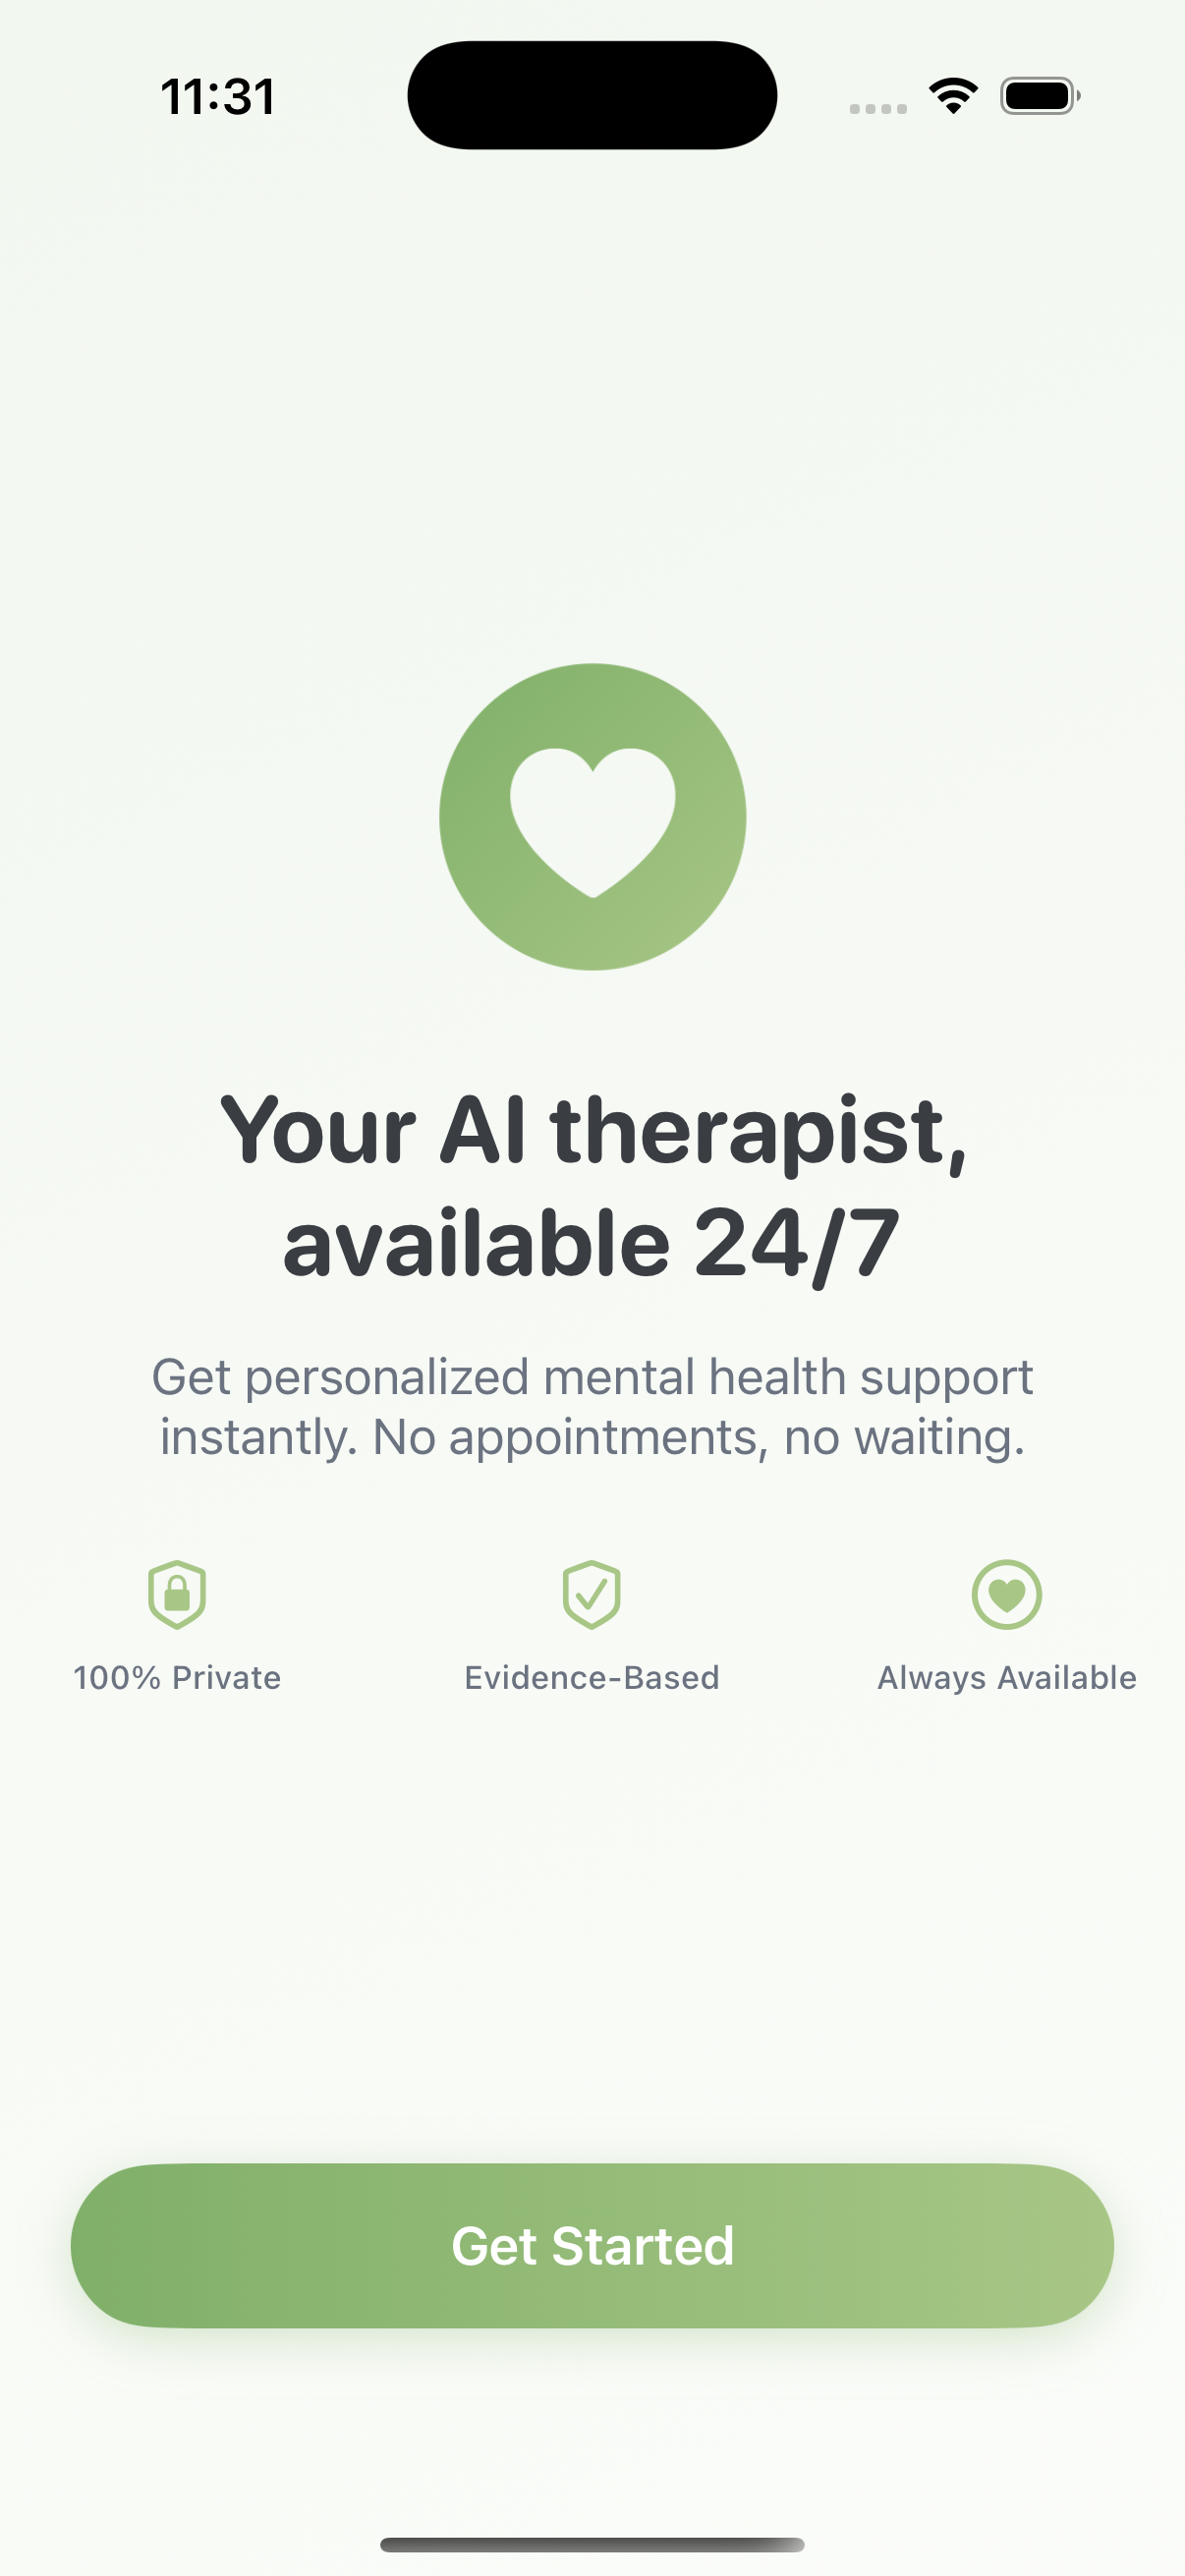 11:31
Your AI therapist,
available 24/7
Get personalized mental health support
instantly. No appointments, no waiting.
100% Private
Evidence-Based
Always Available
Get Started